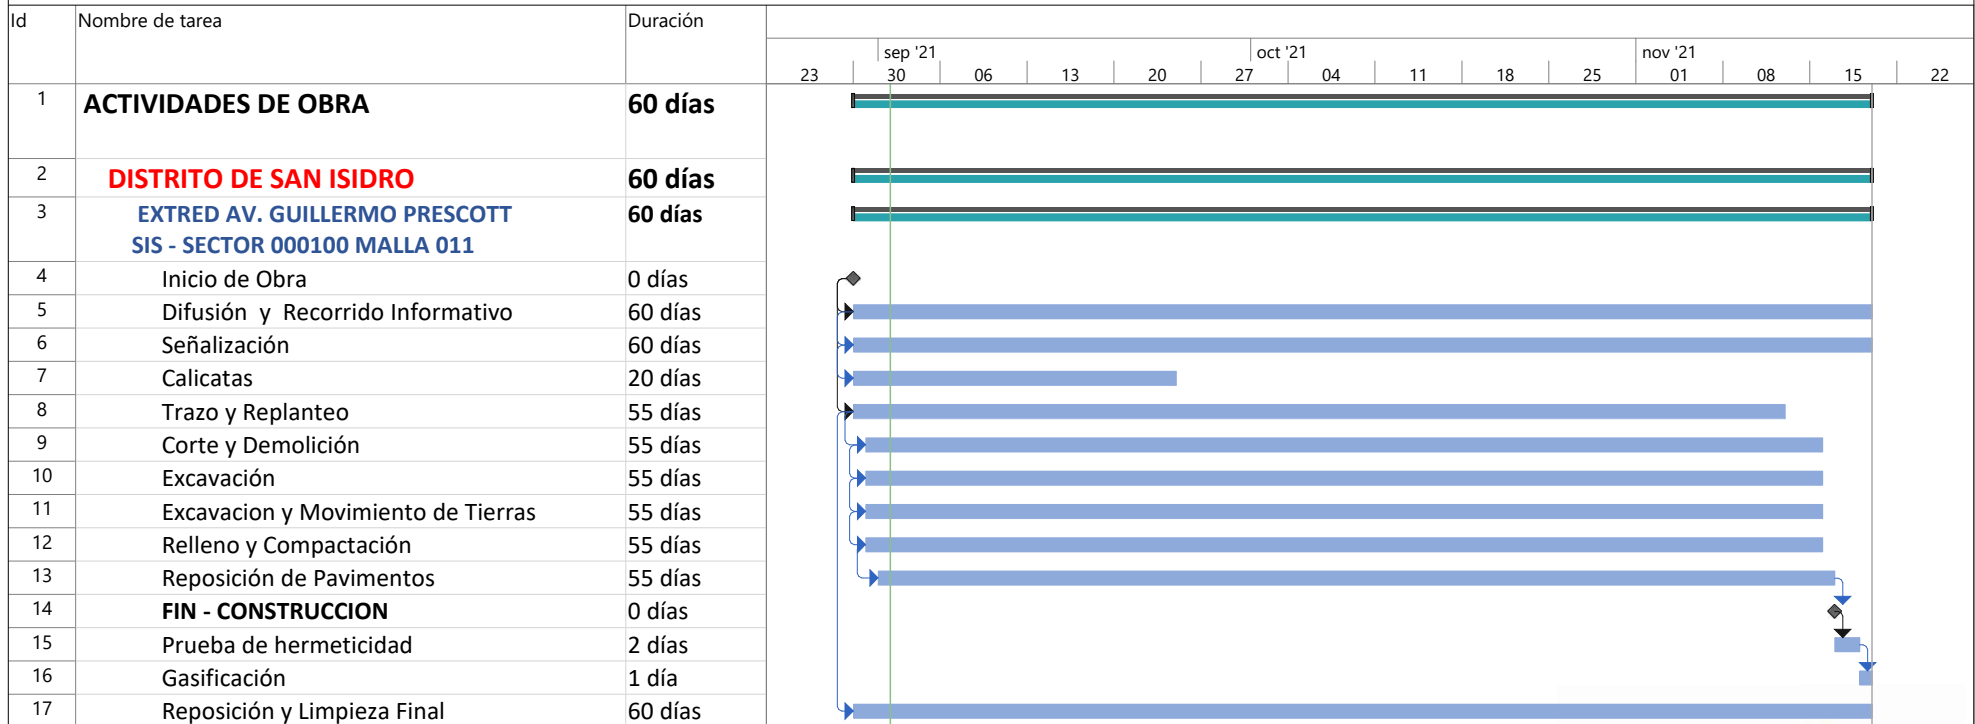 Id Nombre de tarea Duración
sep '21 oct '21 nov '21
23 30 06 13 20 27 04 11 18 25 01 08 15 22
1 ACTIVIDADES DE OBRA 60 días
2 DISTRITO DE SAN ISIDRO 60 días
3 EXTRED AV. GUILLERMO PRESCOTT 60 días
SIS - SECTOR 000100 MALLA 011
4 Inicio de Obra 0 días
5 Difusión y Recorrido Informativo 60 días
6 Señalización 60 días
7 Calicatas 20 días
8 Trazo y Replanteo 55 días
9 Corte y Demolición 55 días
10 Excavación 55 días
11 Excavacion y Movimiento de Tierras 55 días
12 Relleno y Compactación 55 días
13 Reposición de Pavimentos 55 días
14 FIN - CONSTRUCCION 0 días
15 Prueba de hermeticidad 2 días
16 Gasificación 1 día
17 Reposición y Limpieza Final 60 días